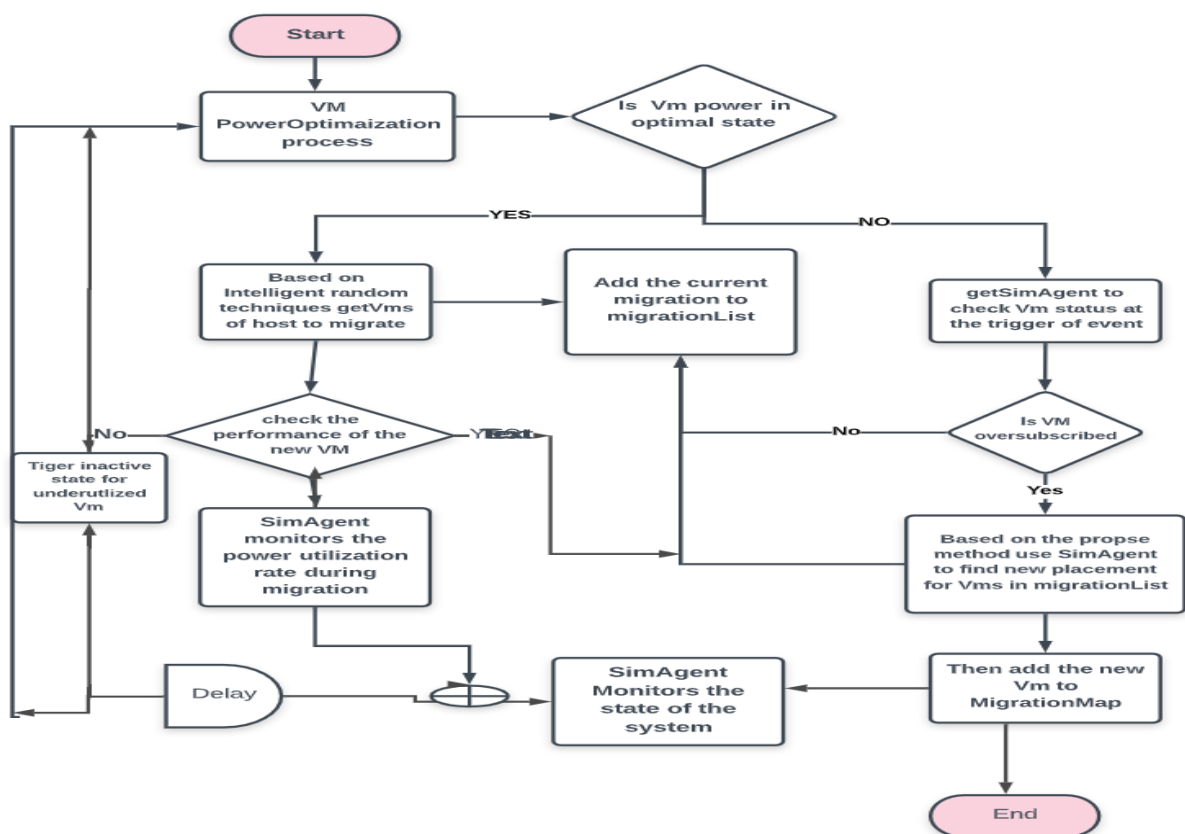 Start
VM
PowerOptimaization
process
Is Vm power in
optimal state
YES
NO
Based on
Intelligent random
techniques getVms
of host to migrate
Add the current
migration to
migrationList
getSimAgent to
check Vm status at
the trigger of event
check the
performance of the
new VM
No
Is VM
oversubscribed
No
Yes
Tiger inactive
state for
underutlized
Vm
SimAgent
monitors the
power utilization
rate during
migration
Based on the propse
method use SimAgent
to find new placement
for Vms in migrationList
Delay
SimAgent
Monitors the
state of the
system
Then add the new
Vm to
MigrationMap
End